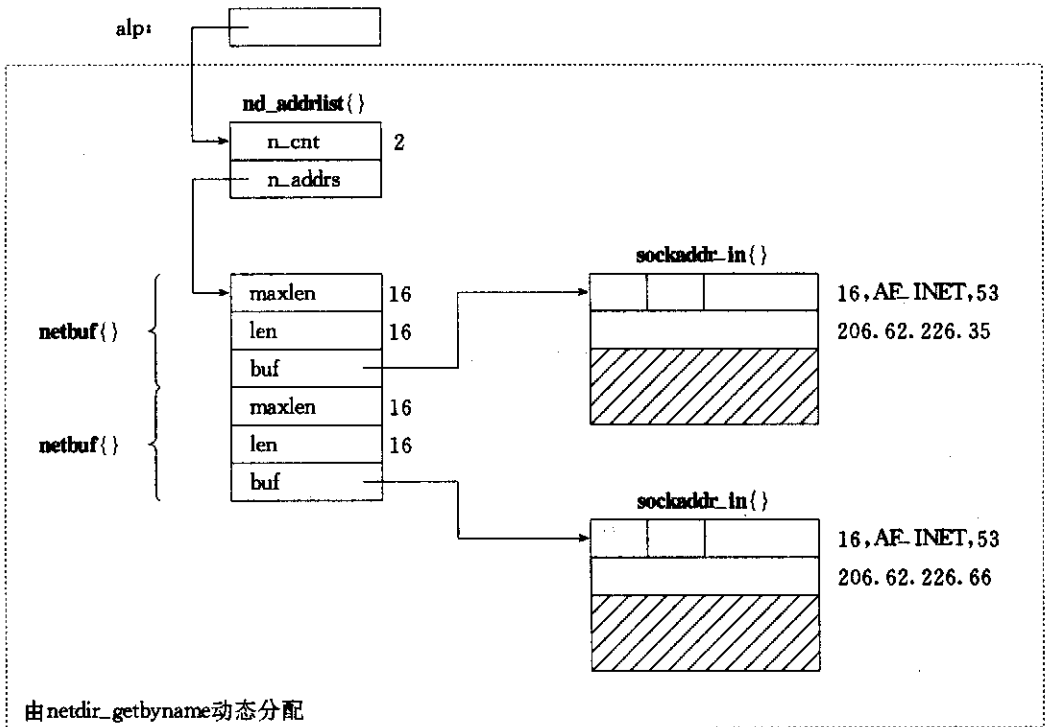 alp:
nd_addrlist{}
n_cnt 2
n_addrs
netbuf{}
maxlen 16
len 16
buf
netbuf{}
maxlen 16
len 16
buf
sockaddr_in{}
16,AF_INET,53
206.62.226.35
sockaddr_in{}
16,AF_INET,53
206.62.226.66
由netdir_getbyname动态分配